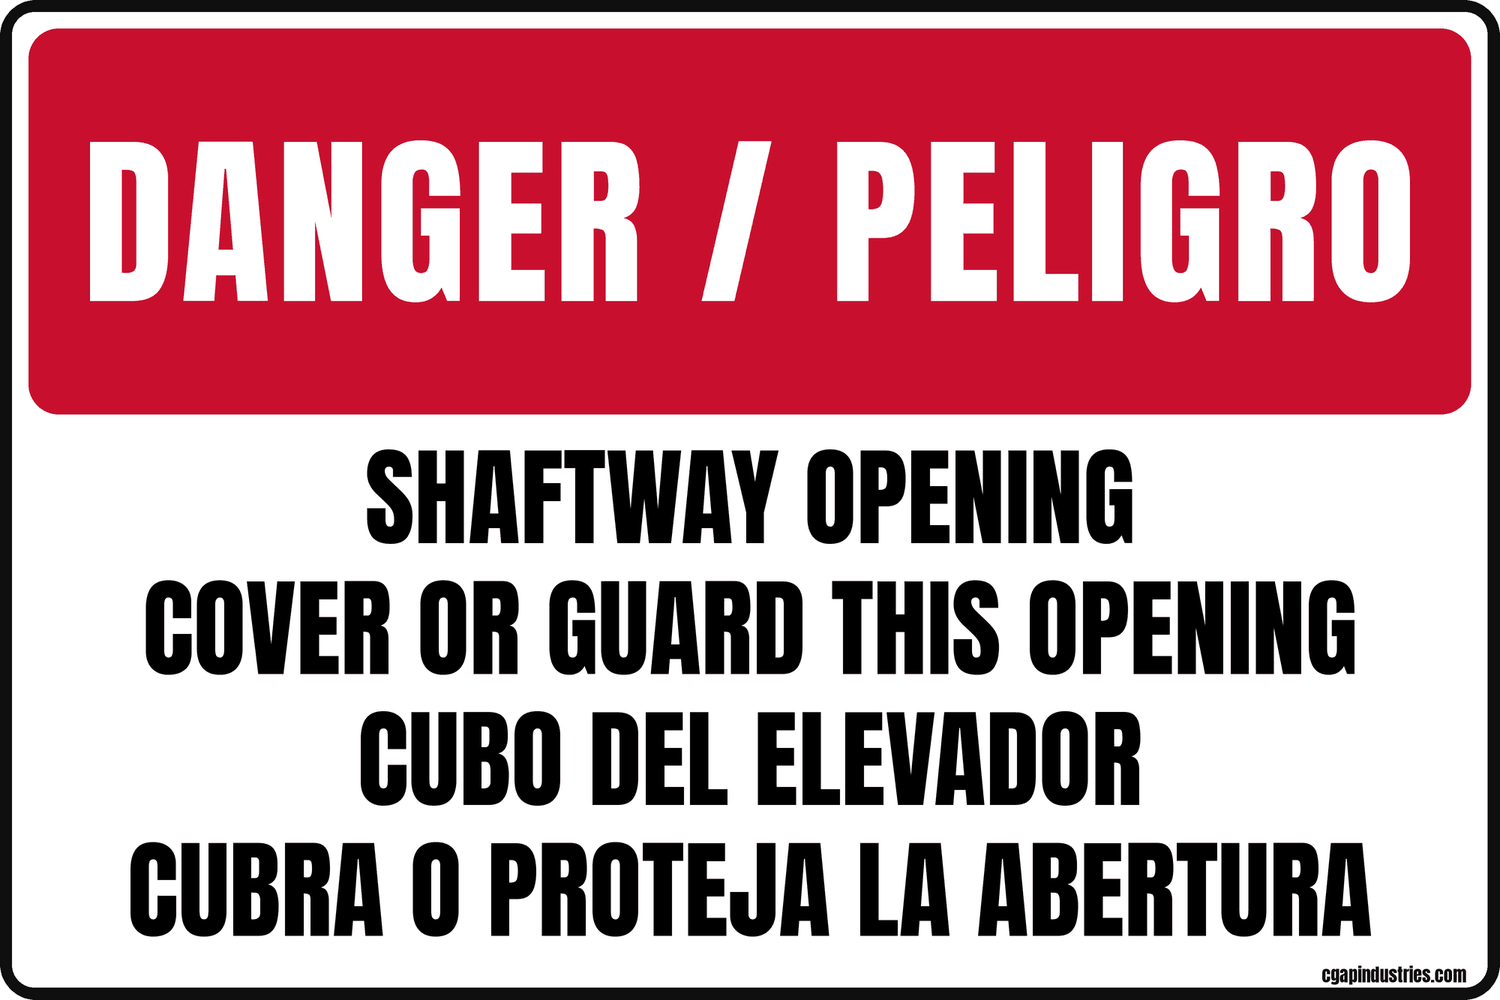 DANGER / PELIGRO
SHAFTWAY OPENING
COVER OR GUARD THIS OPENING
CUBO DEL ELEVADOR
CUBRA O PROTEJA LA ABERTURA
cgapindustries.com